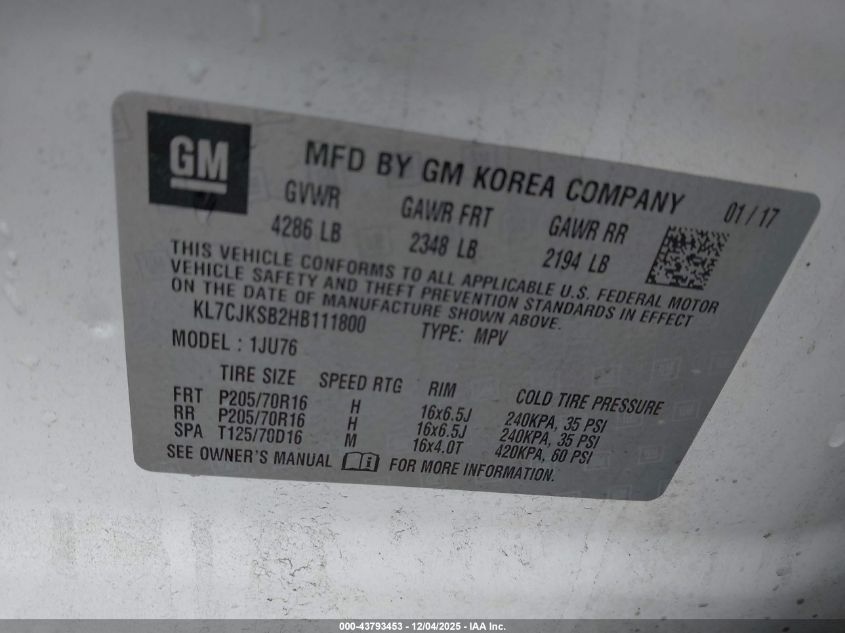 GM
MFD BY GM KOREA COMPANY
01/17
GVWR GAWR FRT GAWR RR
4286 LB 2348 LB 2194 LB
THIS VEHICLE CONFORMS TO ALL APPLICABLE U.S. FEDERAL MOTOR
VEHICLE SAFETY AND THEFT PREVENTION STANDARDS IN EFFECT
ON THE DATE OF MANUFACTURE SHOWN ABOVE.
KL7CJKSB2HB111800 TYPE: MPV
MODEL : 1JU76
TIRE SIZE SPEED RTG RIM COLD TIRE PRESSURE
FRT P205/70R16 H 16x6.5J 240KPA, 35 PSI
RR P205/70R16 H 16x6.5J 240KPA, 35 PSI
SPA T125/70D16 M 16x4.0T 420KPA, 60 PSI
SEE OWNER'S MANUAL FOR MORE INFORMATION.
000-43793453 - 12/04/2025 - IAA Inc.